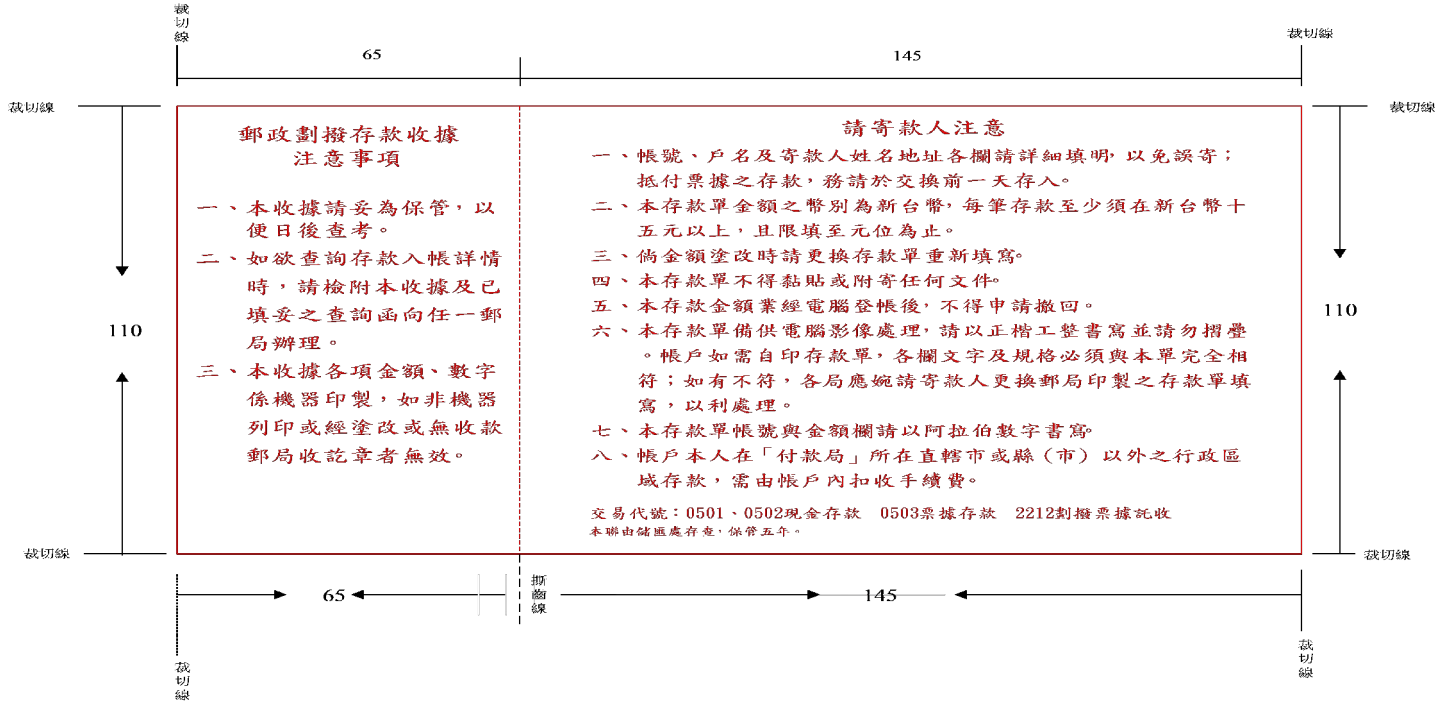 裁切線
裁切線
65
145
裁切線
裁切線
郵政劃撥存款收據
注意事項
一、本收據請妥為保管，以
便日後查考。
二、如欲查詢存款入帳詳情
時，請檢附本收據及已
填妥之查詢函向任一郵
局辦理。
三、本收據各項金額、數字
係機器印製，如非機器
列印或經塗改或無收款
郵局收訖章者無效。
請寄款人注意
一、帳號、戶名及寄款人姓名地址各欄請詳細填明，以免誤寄；
抵付票據之存款，務請於交換前一天存入。
二、本存款單金額之幣別為新台幣，每筆存款至少須在新台幣十
五元以上，且限填至元位為止。
三、倘金額塗改時請更換存款單重新填寫。
四、本存款單不得黏貼或附寄任何文件。
五、本存款金額業經電腦登帳後，不得申請撤回。
六、本存款單備供電腦影像處理，請以正楷工整書寫並請勿摺疊
。帳戶如需自印存款單，各欄文字及規格必須與本單完全相
符；如有不符，各局應婉請寄款人更換郵局印製之存款單填
寫，以利處理。
七、本存款單帳號與金額欄請以阿拉伯數字書寫。
八、帳戶本人在「付款局」所在直轄市或縣（市）以外之行政區
域存款，需由帳戶內扣收手續費。
交易代號：0501、0502現金存款　0503票據存款　2212劃撥票據託收
本聯由儲匯處存查，保管五年。
110
110
裁切線
裁切線
65
撕齒線
145
裁切線
裁切線